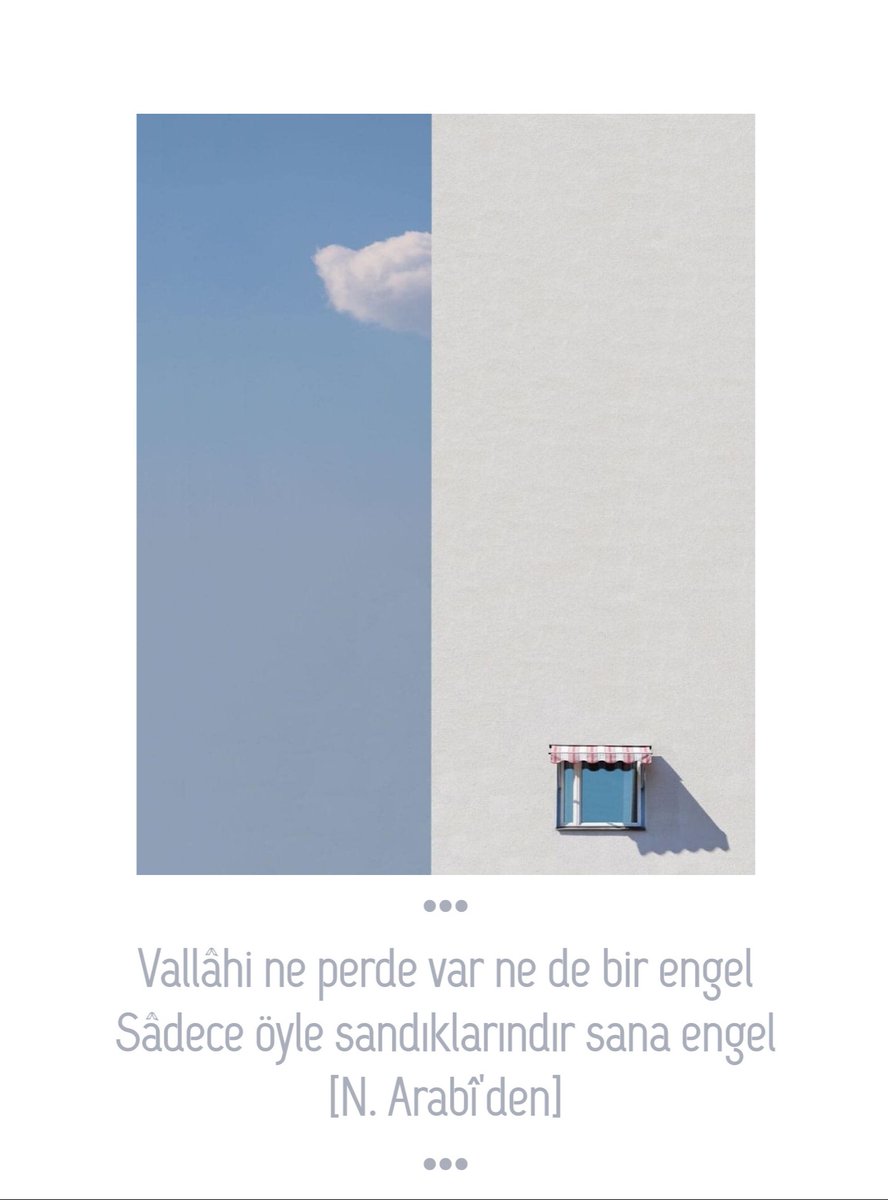 •••
Vallâhi ne perde var ne de bir engel
Sâdece öyle sandıklarındır sana engel
[N. Arabî'den]
•••